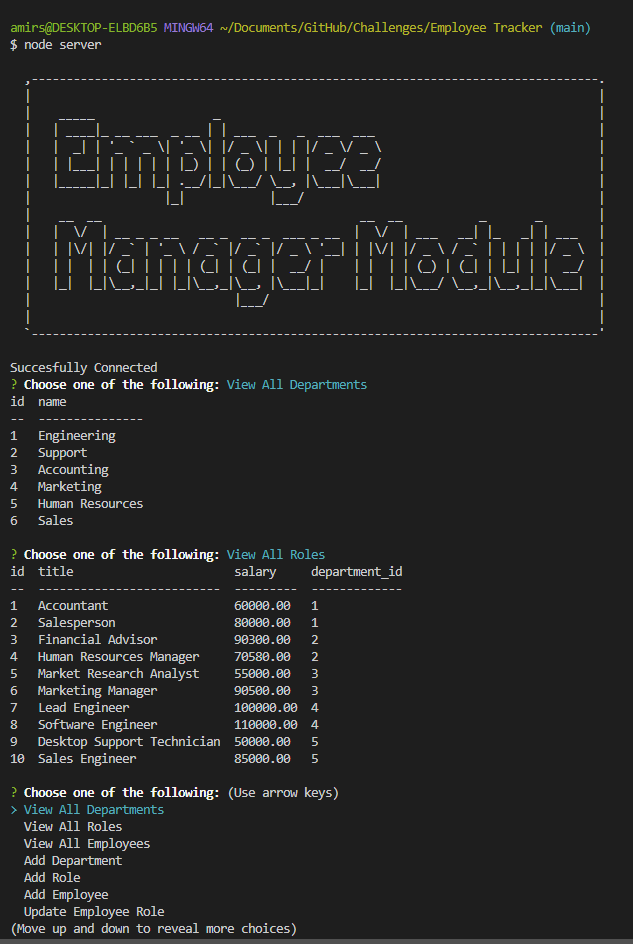 amirs@DESKTOP-ELBD6B5 MINGW64 ~/Documents/GitHub/Challenges/Employee Tracker (main)
$ node server
Employee
Manager Module
Succesfully Connected
? Choose one of the following: View All Departments
id  name
--  ---------------
1   Engineering
2   Support
3   Accounting
4   Marketing
5   Human Resources
6   Sales
? Choose one of the following: View All Roles
id  title                       salary     department_id
--  --------------------------  ---------  -------------
1   Accountant                  60000.00   1
2   Salesperson                 80000.00   1
3   Financial Advisor           90300.00   2
4   Human Resources Manager     70580.00   2
5   Market Research Analyst     55000.00   3
6   Marketing Manager           90500.00   3
7   Lead Engineer               100000.00  4
8   Software Engineer           110000.00  4
9   Desktop Support Technician  50000.00   5
10  Sales Engineer              85000.00   5
? Choose one of the following: (Use arrow keys)
> View All Departments
  View All Roles
  View All Employees
  Add Department
  Add Role
  Add Employee
  Update Employee Role
(Move up and down to reveal more choices)